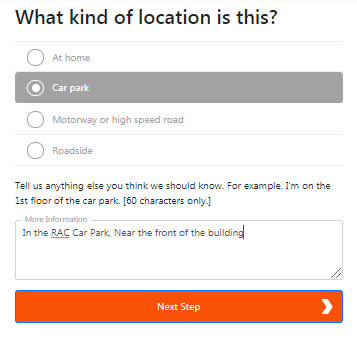 What kind of location is this?
At home
Car park
Motorway or high speed road
Roadside
Tell us anything else you think we should know. For example, I'm on the
1st floor of the car park. [60 characters only.]
More Information
In the RAC Car Park, Near the front of the building
Next Step